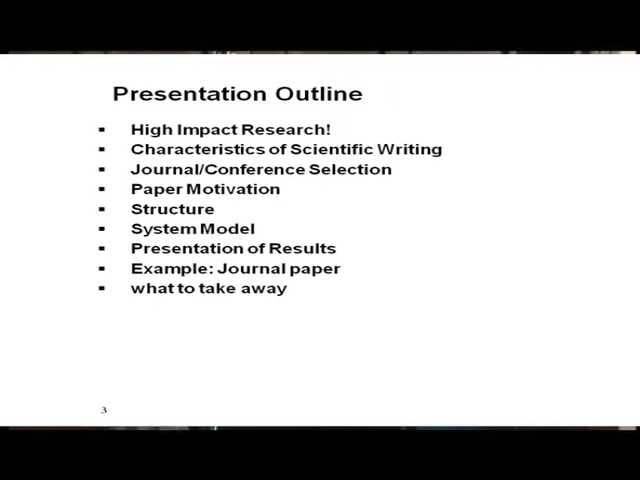 Presentation Outline
▪ High Impact Research!
▪ Characteristics of Scientific Writing
▪ Journal/Conference Selection
▪ Paper Motivation
▪ Structure
▪ System Model
▪ Presentation of Results
▪ Example: Journal paper
▪ what to take away
3